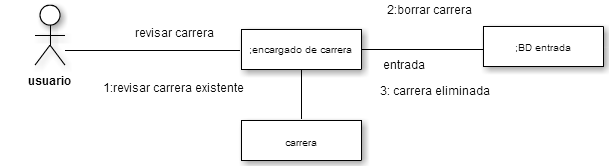 2:borrar carrera
revisar carrera
;encargado de carrera
;BD entrada
entrada
usuario
1:revisar carrera existente
3: carrera eliminada
carrera